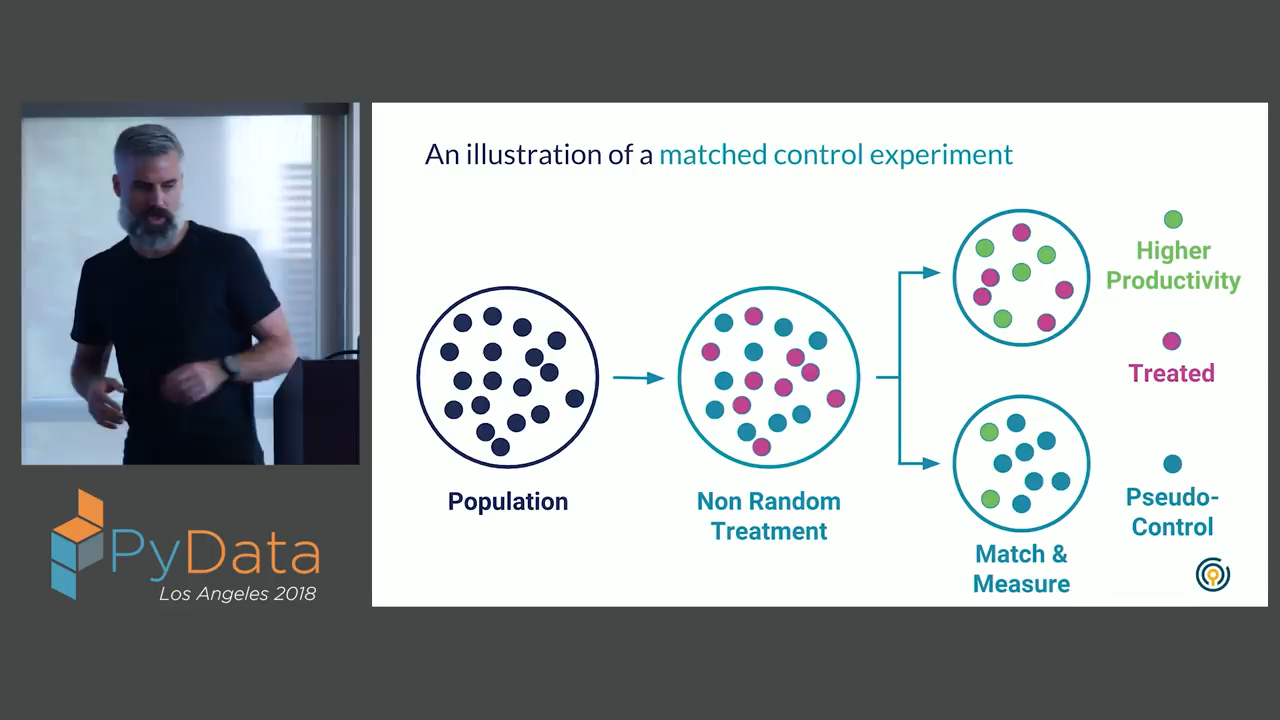 An illustration of a matched control experiment
Higher
Productivity
Treated
Population
Non Random
Treatment
Pseudo-
Control
Match &
Measure
PyData
Los Angeles 2018